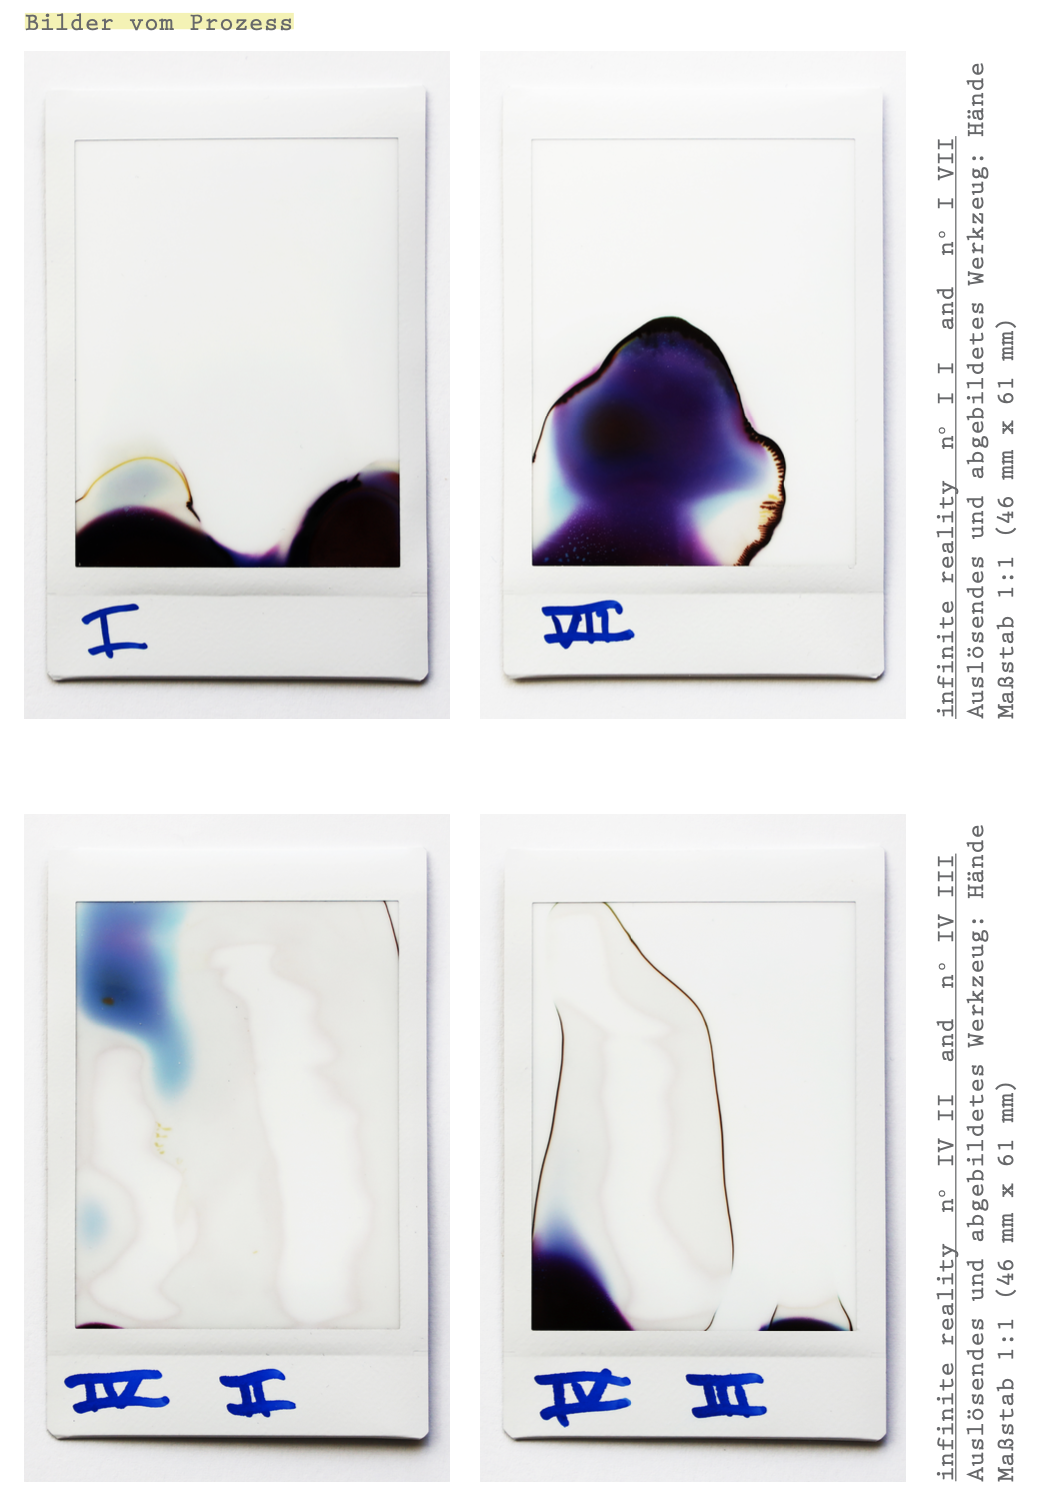 Bilder vom Prozess
I
VII
infinite reality n° I I and n° I VII
Auslösendes und abgebildetes Werkzeug: Hände
Maßstab 1:1 (46 mm x 61 mm)
IV II
IV III
infinite reality n° IV II and n° IV III
Auslösendes und abgebildetes Werkzeug: Hände
Maßstab 1:1 (46 mm x 61 mm)